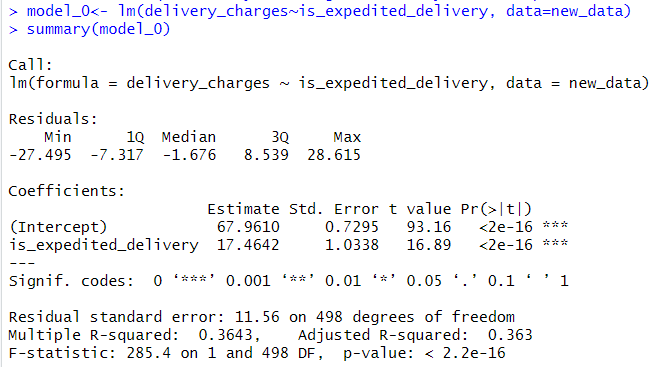 > model_0<- lm(delivery_charges~is_expedited_delivery, data=new_data)
> summary(model_0)
Call:
lm(formula = delivery_charges ~ is_expedited_delivery, data = new_data)
Residuals:
    Min      1Q  Median      3Q     Max
-27.495  -7.317  -1.676   8.539  28.615
Coefficients:
                      Estimate Std. Error t value Pr(>|t|)
(Intercept)            67.9610     0.7295   93.16   <2e-16 ***
is_expedited_delivery  17.4642     1.0338   16.89   <2e-16 ***
---
Signif. codes:  0 ‘***’ 0.001 ‘**’ 0.01 ‘*’ 0.05 ‘.’ 0.1 ‘ ’ 1
Residual standard error: 11.56 on 498 degrees of freedom
Multiple R-squared:  0.3643,    Adjusted R-squared:  0.363
F-statistic: 285.4 on 1 and 498 DF,  p-value: < 2.2e-16